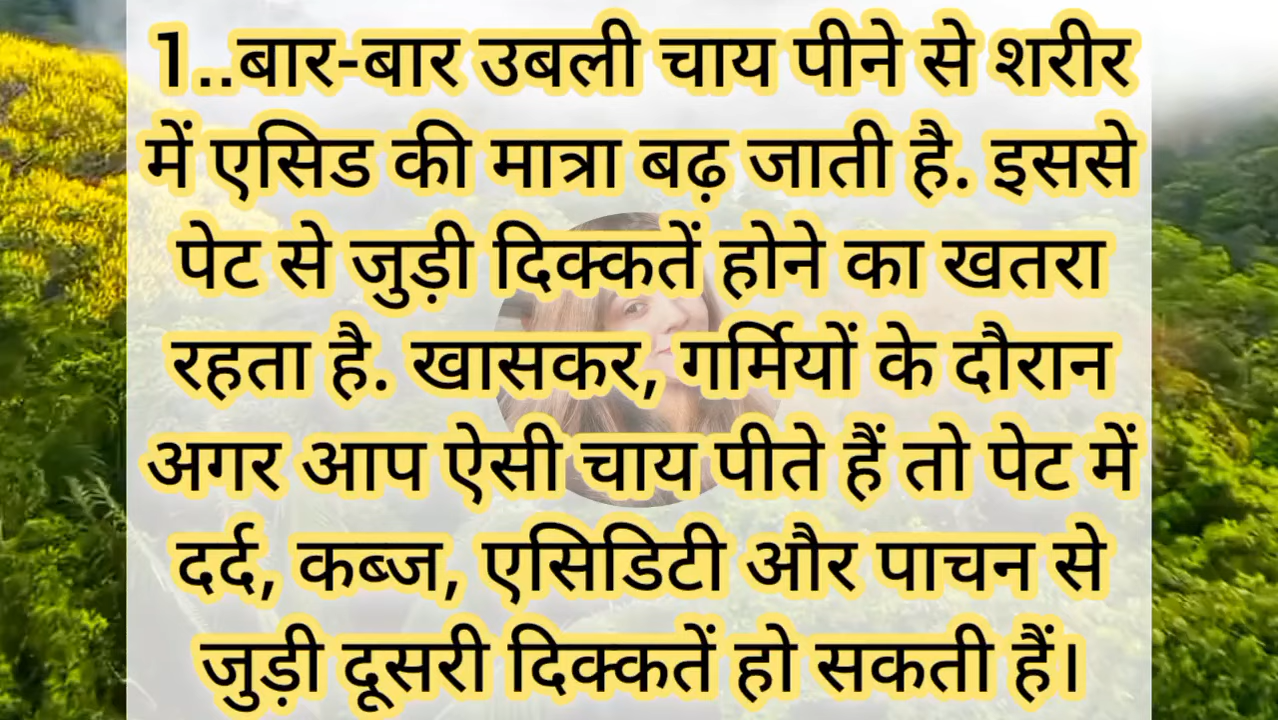 1..बार-बार उबली चाय पीने से शरीर
में एसिड की मात्रा बढ़ जाती है. इससे
पेट से जुड़ी दिक्कतें होने का खतरा
रहता है. खासकर, गर्मियों के दौरान
अगर आप ऐसी चाय पीते हैं तो पेट में
दर्द, कब्ज, एसिडिटी और पाचन से
जुड़ी दूसरी दिक्कतें हो सकती हैं।